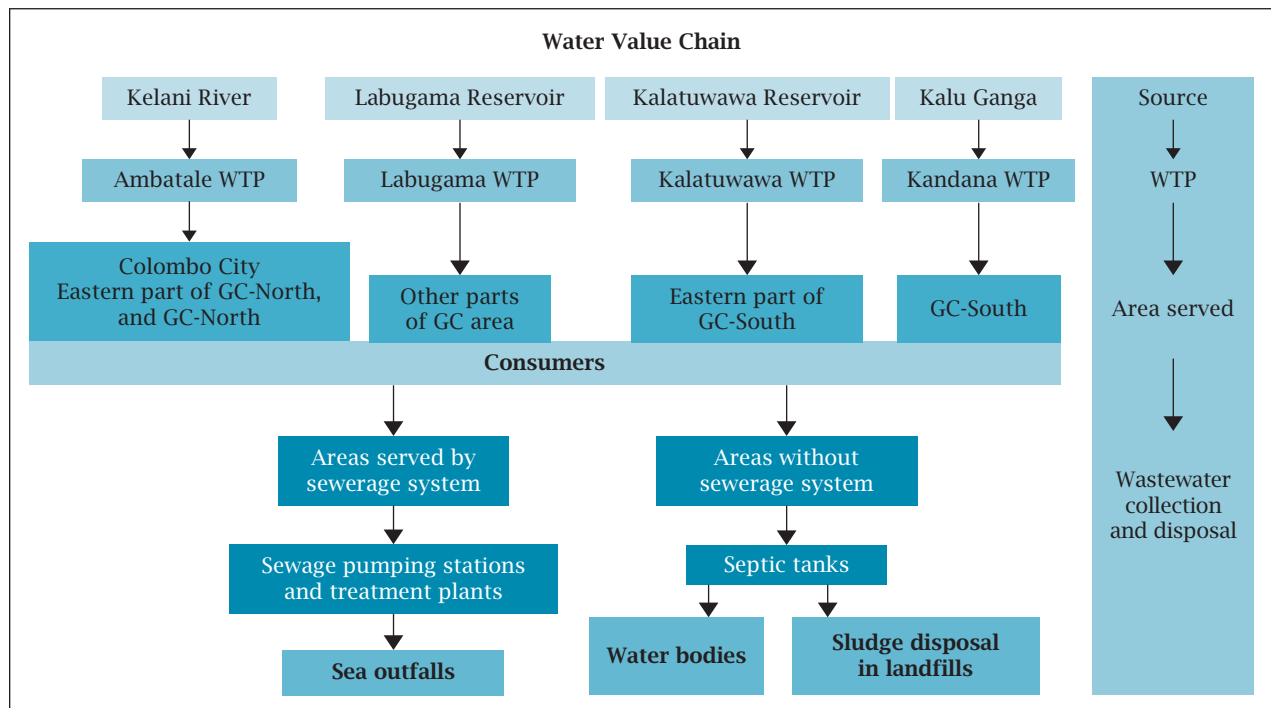 Water Value Chain
Kelani River
Labugama Reservoir
Kalatuwawa Reservoir
Kalu Ganga
Source
Ambatale WTP
Labugama WTP
Kalatuwawa WTP
Kandana WTP
WTP
Colombo City
Eastern part of GC-North,
and GC-North
Other parts
of GC area
Eastern part of
GC-South
GC-South
Area served
Consumers
Areas served by
sewerage system
Areas without
sewerage system
Wastewater
collection
and disposal
Sewage pumping stations
and treatment plants
Septic tanks
Sea outfalls
Water bodies
Sludge disposal
in landfills